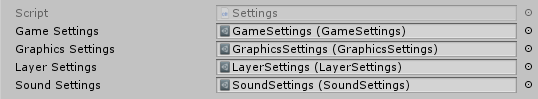 Script Settings
Game Settings GameSettings (GameSettings)
Graphics Settings GraphicsSettings (GraphicsSettings)
Layer Settings LayerSettings (LayerSettings)
Sound Settings SoundSettings (SoundSettings)